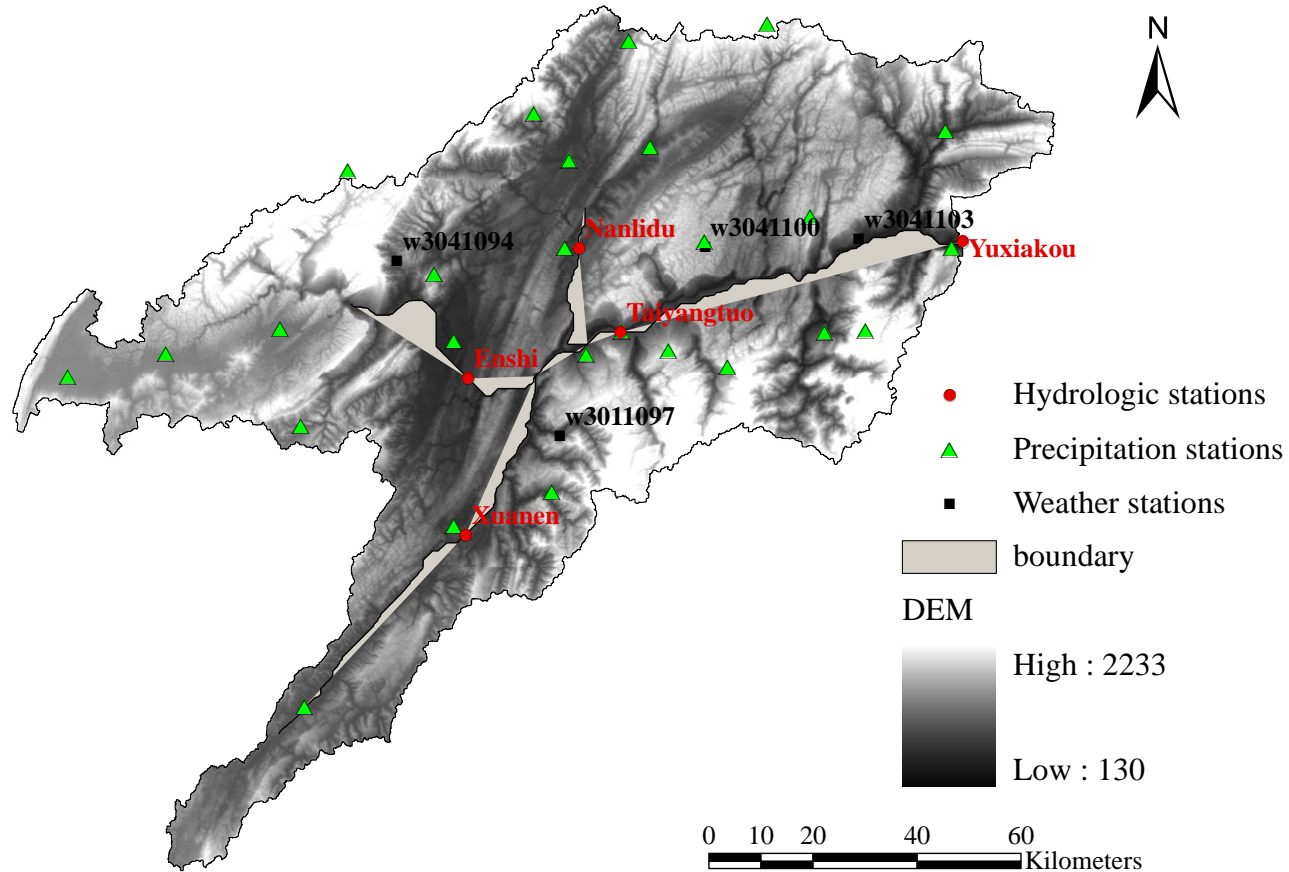 N
w3041103
w3041100
Nanlidu
w3041094
Yuxiakou
Taiyangtuo
Enshi
w3011097
Xuanen
Hydrologic stations
Precipitation stations
Weather stations
boundary
DEM
High : 2233
Low : 130
0 10 20 40 60
Kilometers